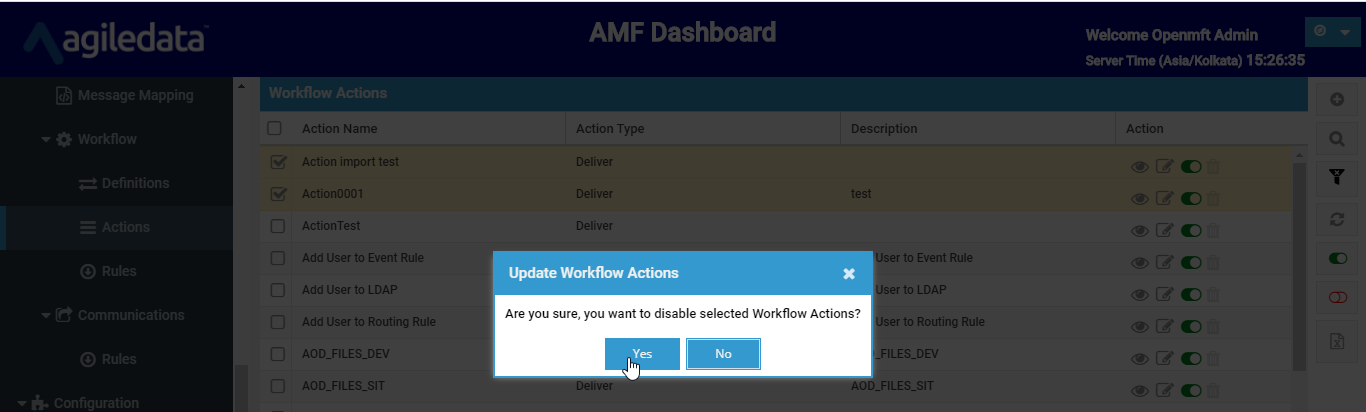 agiledata™
AMF Dashboard
Welcome Openmft Admin
Server Time (Asia/Kolkata) 15:26:35
Message Mapping
Workflow
Definitions
Actions
Rules
Communications
Rules
Configuration
Workflow Actions
Action Name Action Type Description Action
Action import test Deliver
Action0001 Deliver test
ActionTest Deliver
Add User to Event Rule User to Event Rule
Add User to LDAP User to LDAP
Add User to Routing Rule User to Routing Rule
AOD_FILES_DEV _FILES_DEV
AOD_FILES_SIT Deliver AOD_FILES_SIT
Update Workflow Actions
Are you sure, you want to disable selected Workflow Actions?
Yes No